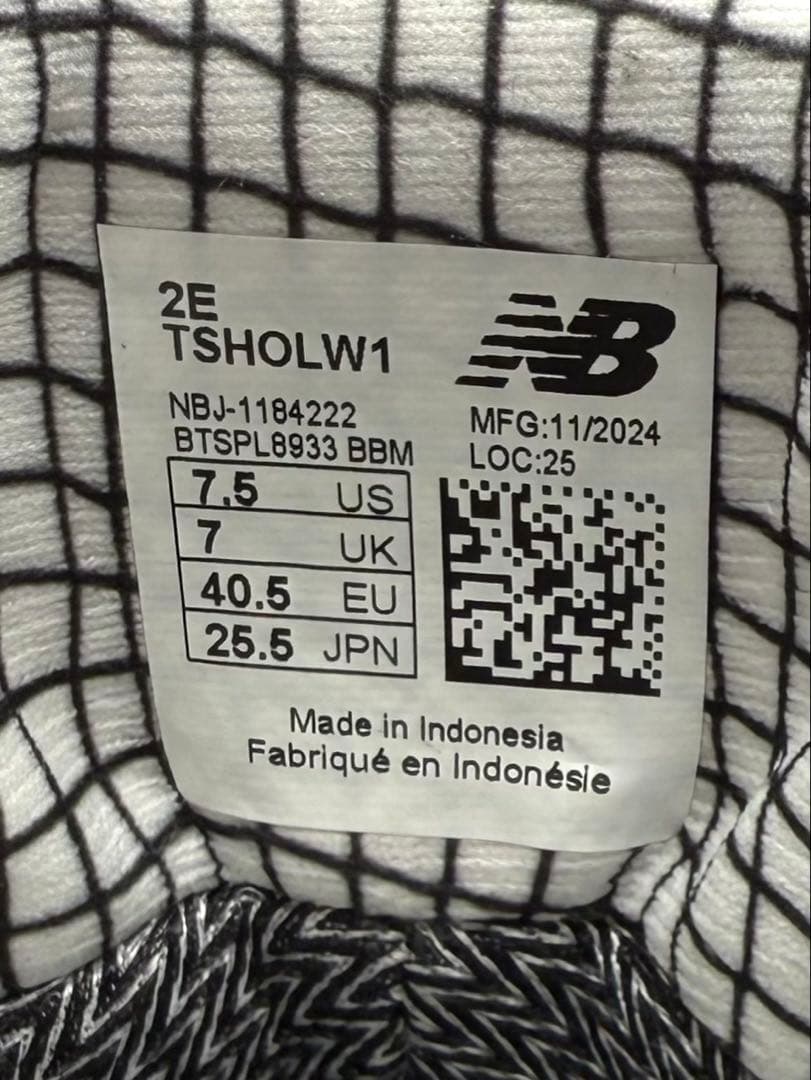 2E
TSHOLW1
NB
NBJ-1184222
BTSPL8933 BBM
MFG:11/2024
LOC:25
7.5 US
7 UK
40.5 EU
25.5 JPN
Made in Indonesia
Fabriqué en Indonésie